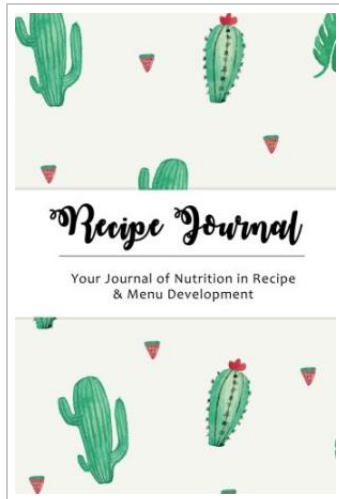 Recipe Journal
Your Journal of Nutrition in Recipe
& Menu Development